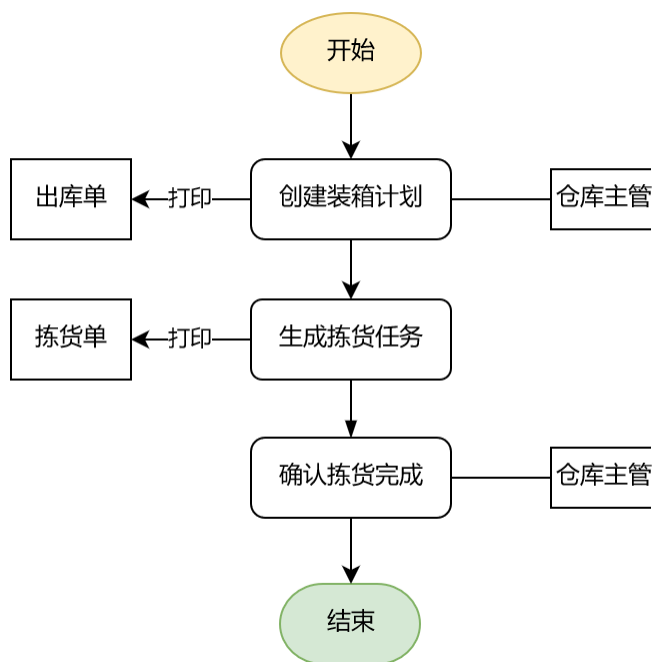 开始
出库单
打印
创建装箱计划
仓库主管
拣货单
打印
生成拣货任务
确认拣货完成
仓库主管
结束